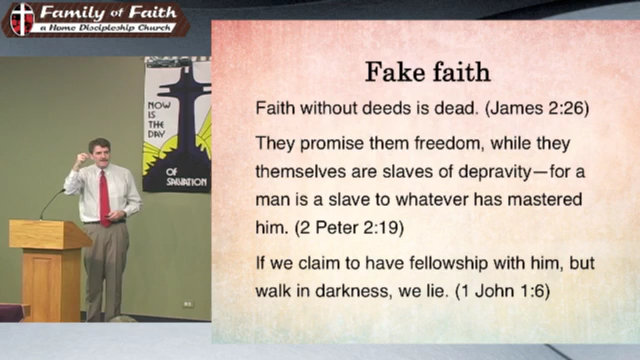 Family of Faith
a Home Discipleship Church
NOW
IS
THE
DAY
OF
SALVATION
Fake faith
Faith without deeds is dead. (James 2:26)
They promise them freedom, while they
themselves are slaves of depravity—for a
man is a slave to whatever has mastered
him. (2 Peter 2:19)
If we claim to have fellowship with him, but
walk in darkness, we lie. (1 John 1:6)